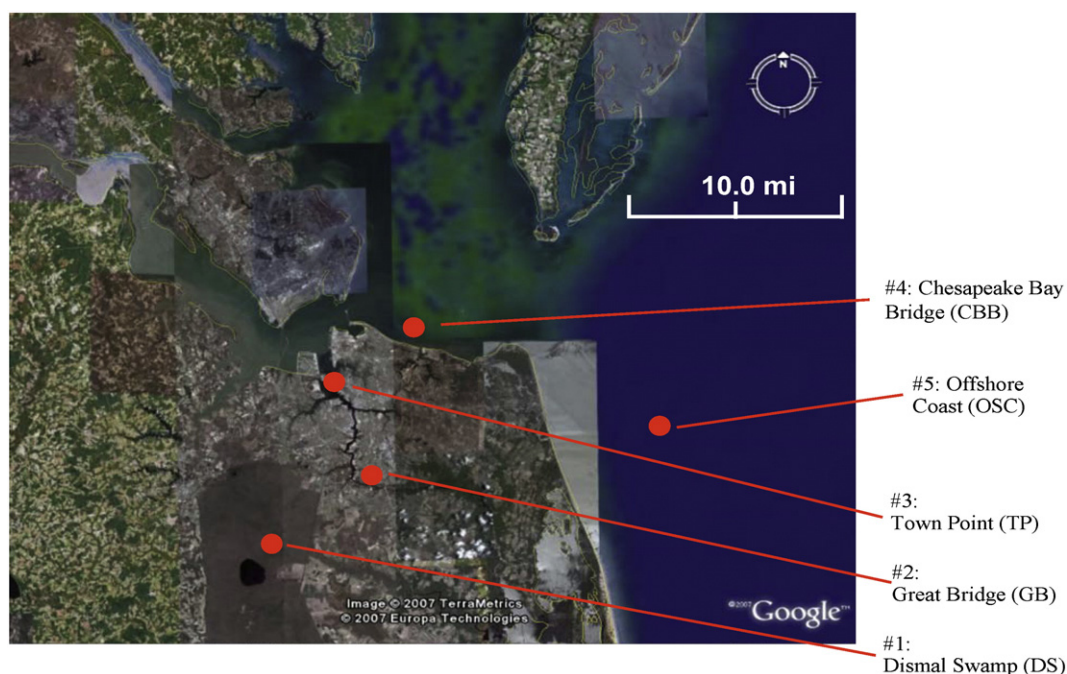 N
10.0 mi
#4: Chesapeake Bay
Bridge (CBB)
#5: Offshore
Coast (OSC)
#3:
Town Point (TP)
#2:
Great Bridge (GB)
#1:
Dismal Swamp (DS)
Image © 2007 TerraMetrics
© 2007 Europa Technologies
©2007 Google™